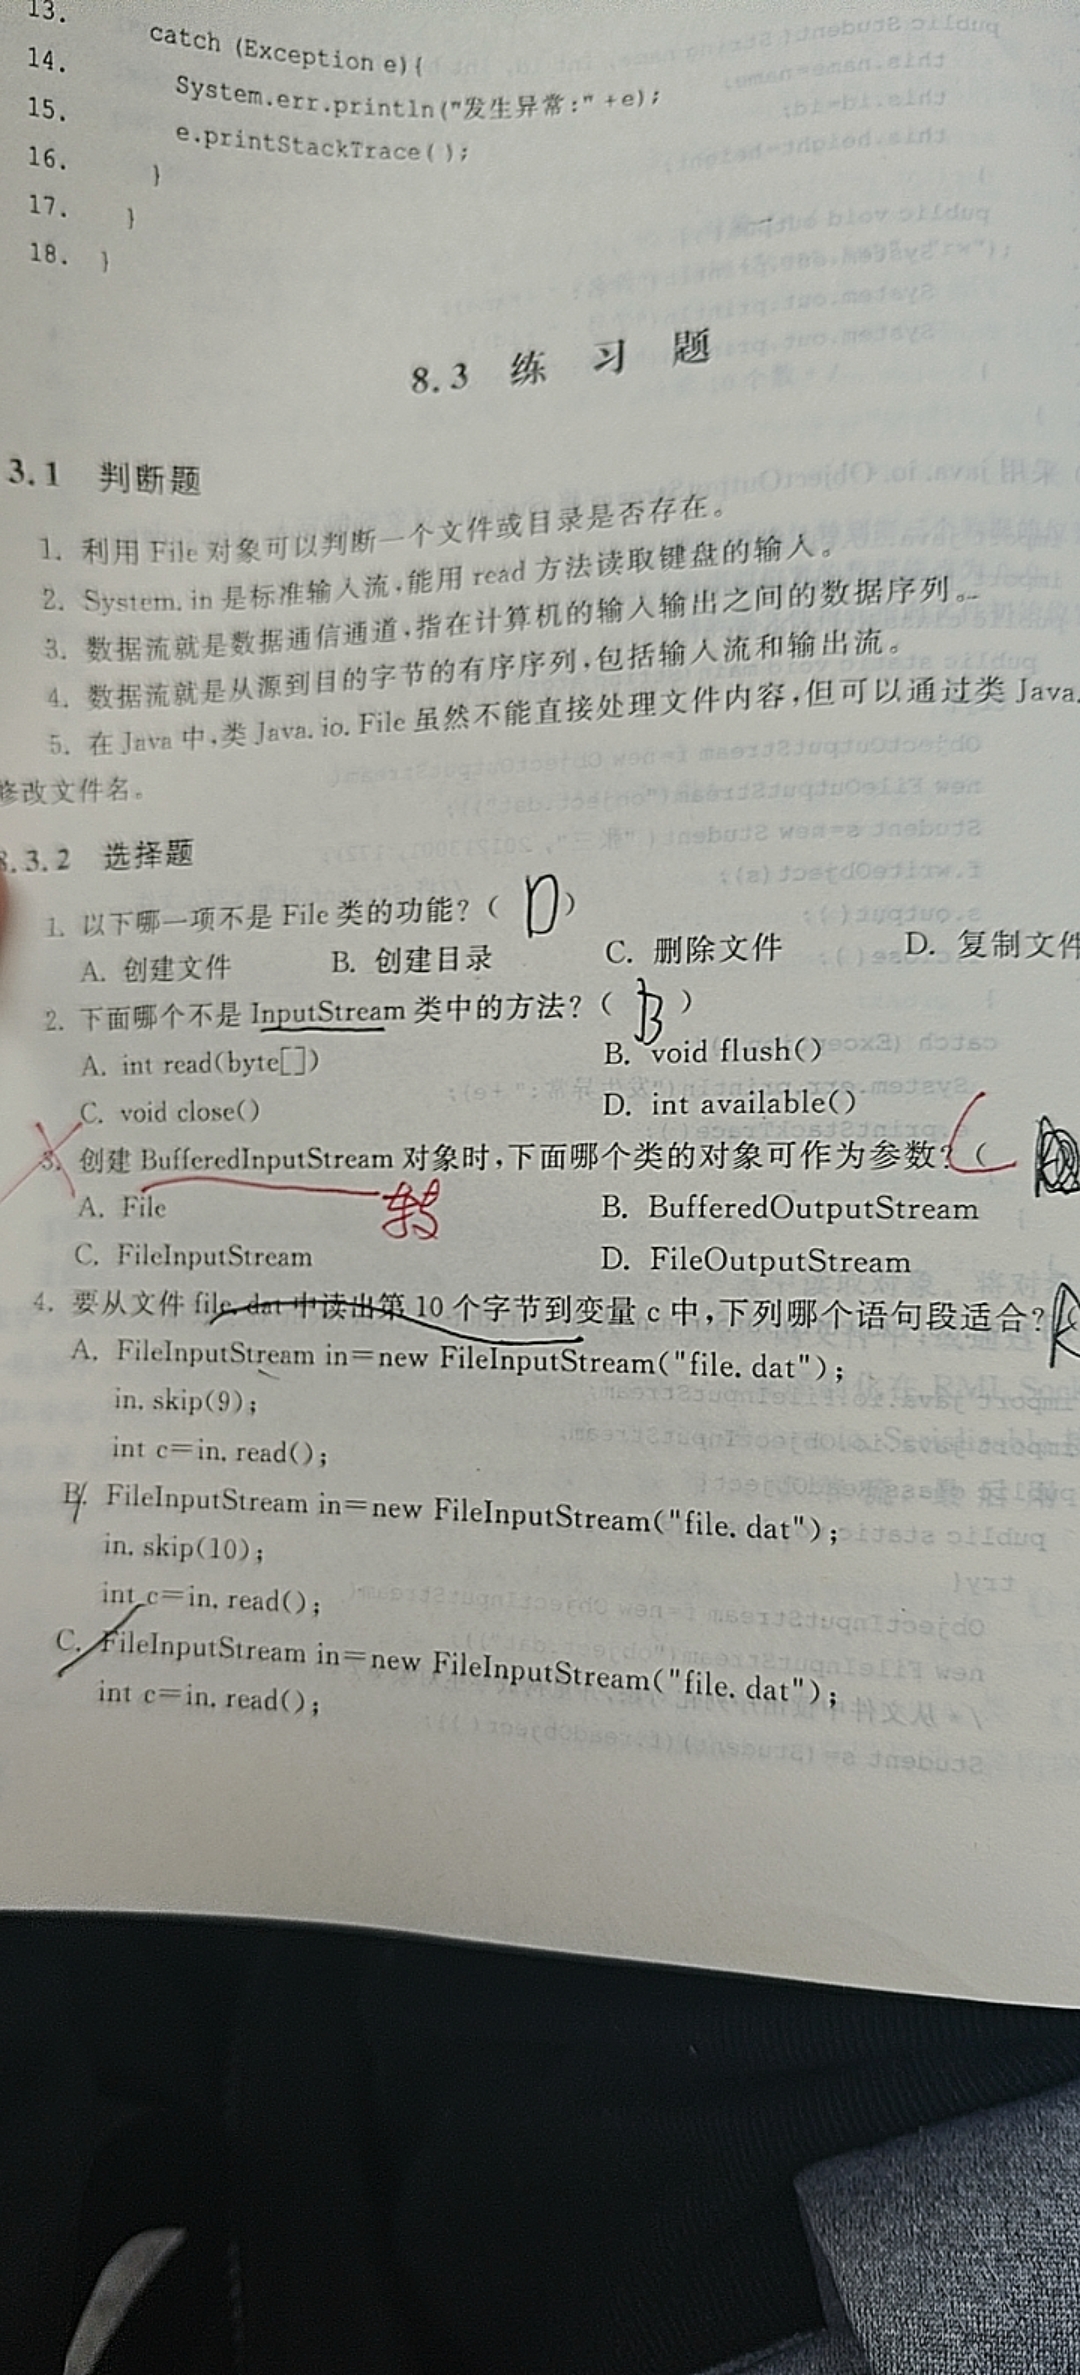 13.
catch (Exception e){
14.
System.err.println("发生异常:" +e);
15.
e.printStackTrace( );
16.
}
17. }
18. }
8.3 练 习 题
3.1 判断题
1. 利用 File 对象可以判断一个文件或目录是否存在。
2. System. in 是标准输入流,能用 read 方法读取键盘的输入。
3. 数据流就是数据通信通道,指在计算机的输入输出之间的数据序列。
4. 数据流就是从源到目的字节的有序序列,包括输入流和输出流。
5. 在 Java 中,类 Java. io. File 虽然不能直接处理文件内容,但可以通过类 Java.
修改文件名。
8.3.2 选择题
1. 以下哪一项不是 File 类的功能?( D )
A. 创建文件 B. 创建目录 C. 删除文件 D. 复制文件
2. 下面哪个不是 InputStream 类中的方法?( B )
A. int read(byte[]) B. void flush()
C. void close() D. int available()
3. 创建 BufferedInputStream 对象时,下面哪个类的对象可作为参数?( C
A. File 转 B. BufferedOutputStream
C. FileInputStream D. FileOutputStream
4. 要从文件 file. dat 中读出第 10 个字节到变量 c 中,下列哪个语句段适合?
A. FileInputStream in=new FileInputStream("file. dat");
in. skip(9);
int c=in. read();
B. FileInputStream in=new FileInputStream("file. dat");
in. skip(10);
int c=in. read();
C. FileInputStream in=new FileInputStream("file. dat");
int c=in. read();